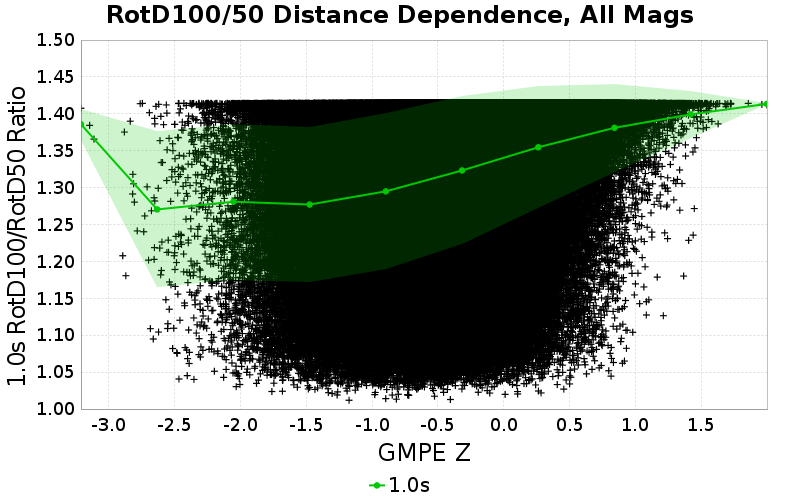 RotD100/50 Distance Dependence, All Mags
1.0s RotD100/RotD50 Ratio
1.50
1.45
1.40
1.35
1.30
1.25
1.20
1.15
1.10
1.05
1.00
-3.0 -2.5 -2.0 -1.5 -1.0 -0.5 0.0 0.5 1.0 1.5
GMPE Z
1.0s